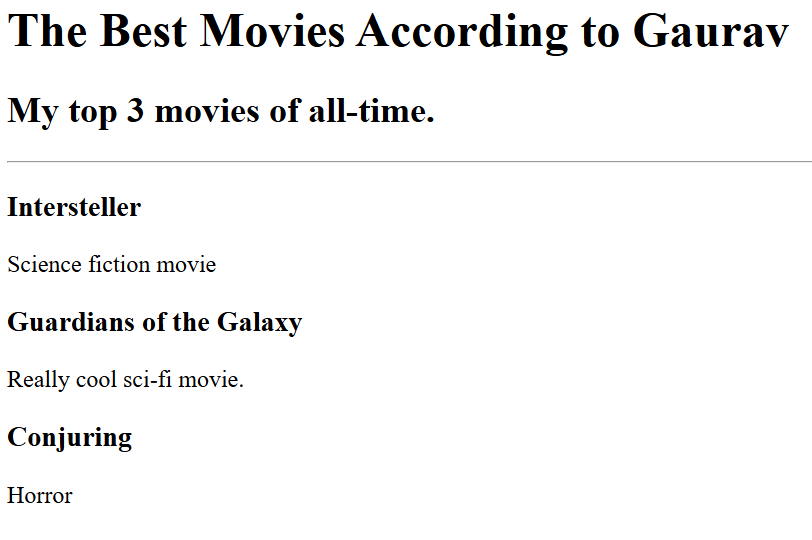 The Best Movies According to Gaurav
My top 3 movies of all-time.
Intersteller
Science fiction movie
Guardians of the Galaxy
Really cool sci-fi movie.
Conjuring
Horror